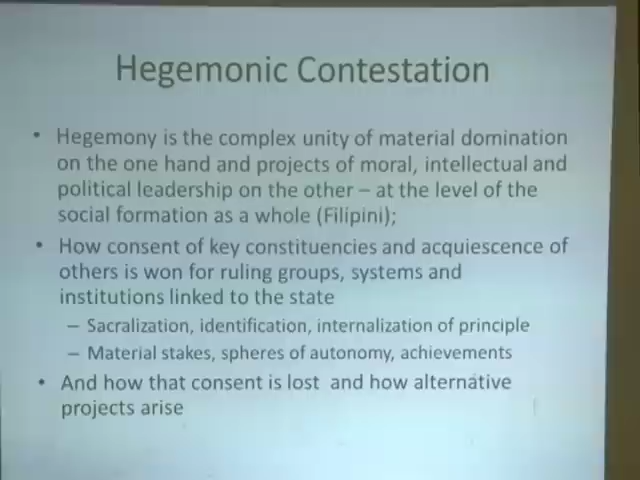 Hegemonic Contestation
• Hegemony is the complex unity of material domination
on the one hand and projects of moral, intellectual and
political leadership on the other – at the level of the
social formation as a whole (Filipini);
• How consent of key constituencies and acquiescence of
others is won for ruling groups, systems and
institutions linked to the state
– Sacralization, identification, internalization of principle
– Material stakes, spheres of autonomy, achievements
• And how that consent is lost and how alternative
projects arise